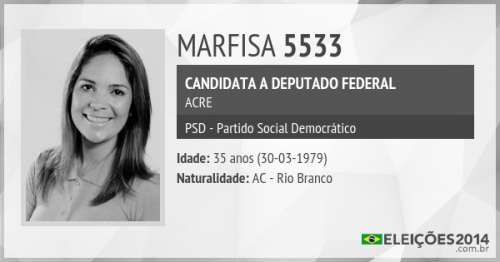 MARFISA 5533
CANDIDATA A DEPUTADO FEDERAL
ACRE
PSD - Partido Social Democrático
Idade: 35 anos (30-03-1979)
Naturalidade: AC - Rio Branco
ELEIÇÕES2014
.com.br